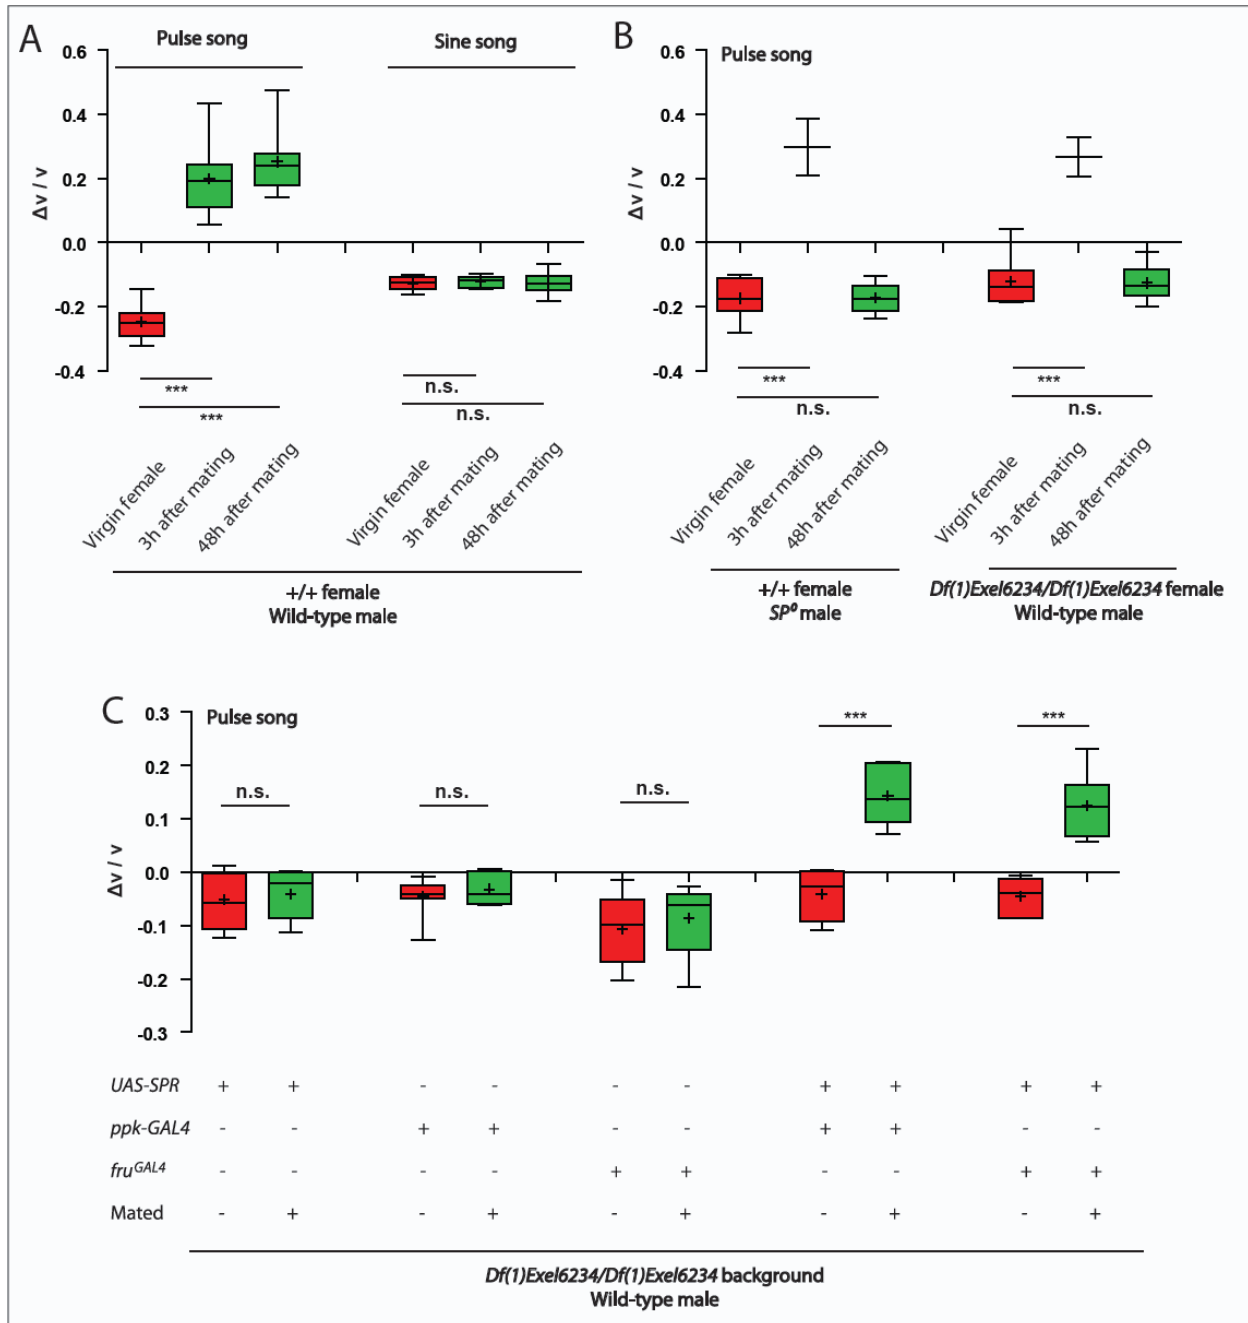 A
Pulse song
Sine song
0.6
0.4
0.2
0.0
-0.2
-0.4
Δv / v
***
***
n.s.
n.s.
Virgin female
3h after mating
48h after mating
Virgin female
3h after mating
48h after mating
+/+ female
Wild-type male
B
Pulse song
0.6
0.4
0.2
0.0
-0.2
-0.4
Δv / v
***
n.s.
***
n.s.
Virgin female
3h after mating
48h after mating
Virgin female
3h after mating
48h after mating
+/+ female
SP⁰ male
Df(1)Exel6234/Df(1)Exel6234 female
Wild-type male
C
Pulse song
0.3
0.2
0.1
0.0
-0.1
-0.2
-0.3
Δv / v
n.s.
n.s.
n.s.
***
***
UAS-SPR + + - - - - + + + +
ppk-GAL4 - - + + - - + + - -
fruGAL4 - - - - + + - - + +
Mated - + - + - + - + - +
Df(1)Exel6234/Df(1)Exel6234 background
Wild-type male